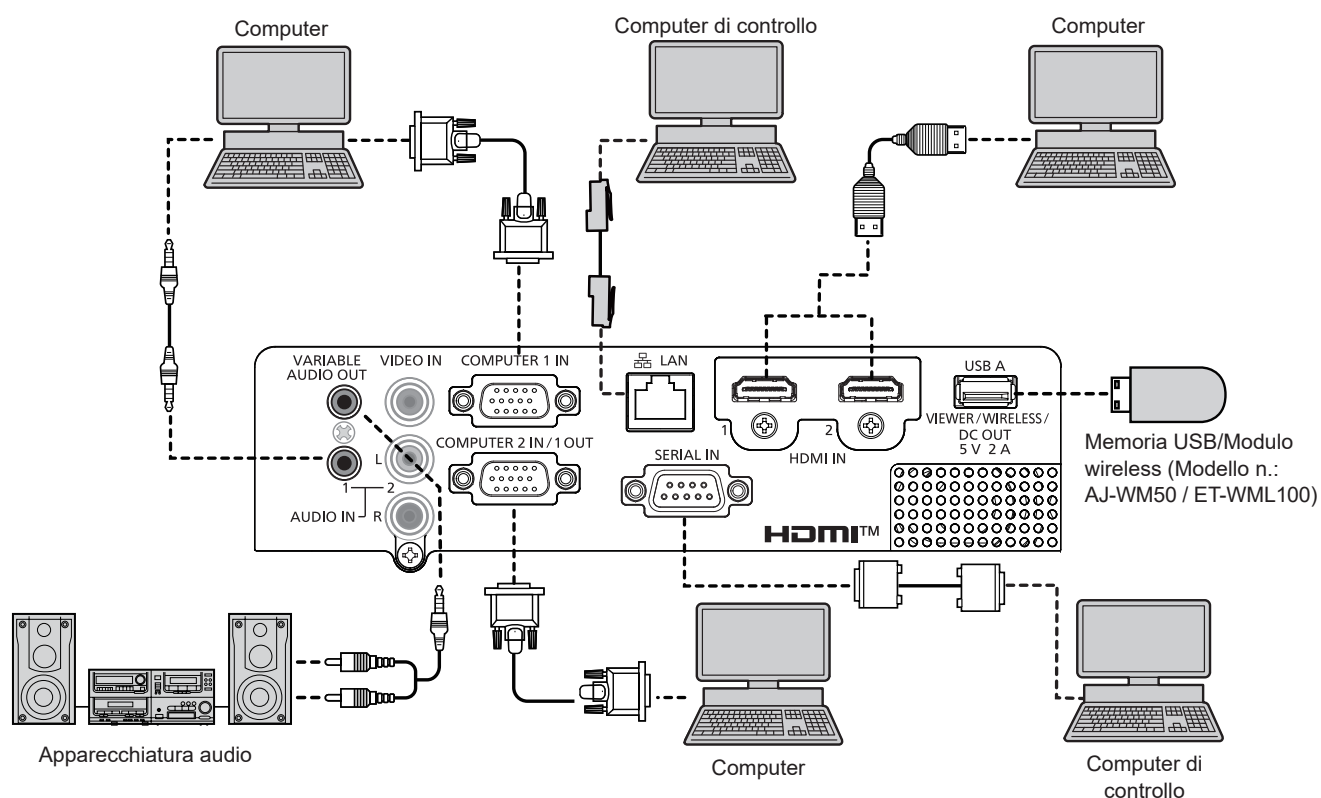 Computer
Computer di controllo
Computer
VARIABLE
AUDIO OUT
VIDEO IN
COMPUTER 1 IN
LAN
USB A
VIEWER / WIRELESS /
DC OUT
5 V 2 A
1
2
HDMI IN
COMPUTER 2 IN / 1 OUT
SERIAL IN
L
1
2
AUDIO IN
R
HDMI™
Memoria USB/Modulo
wireless (Modello n.:
AJ-WM50 / ET-WML100)
Apparecchiatura audio
Computer
Computer di
controllo